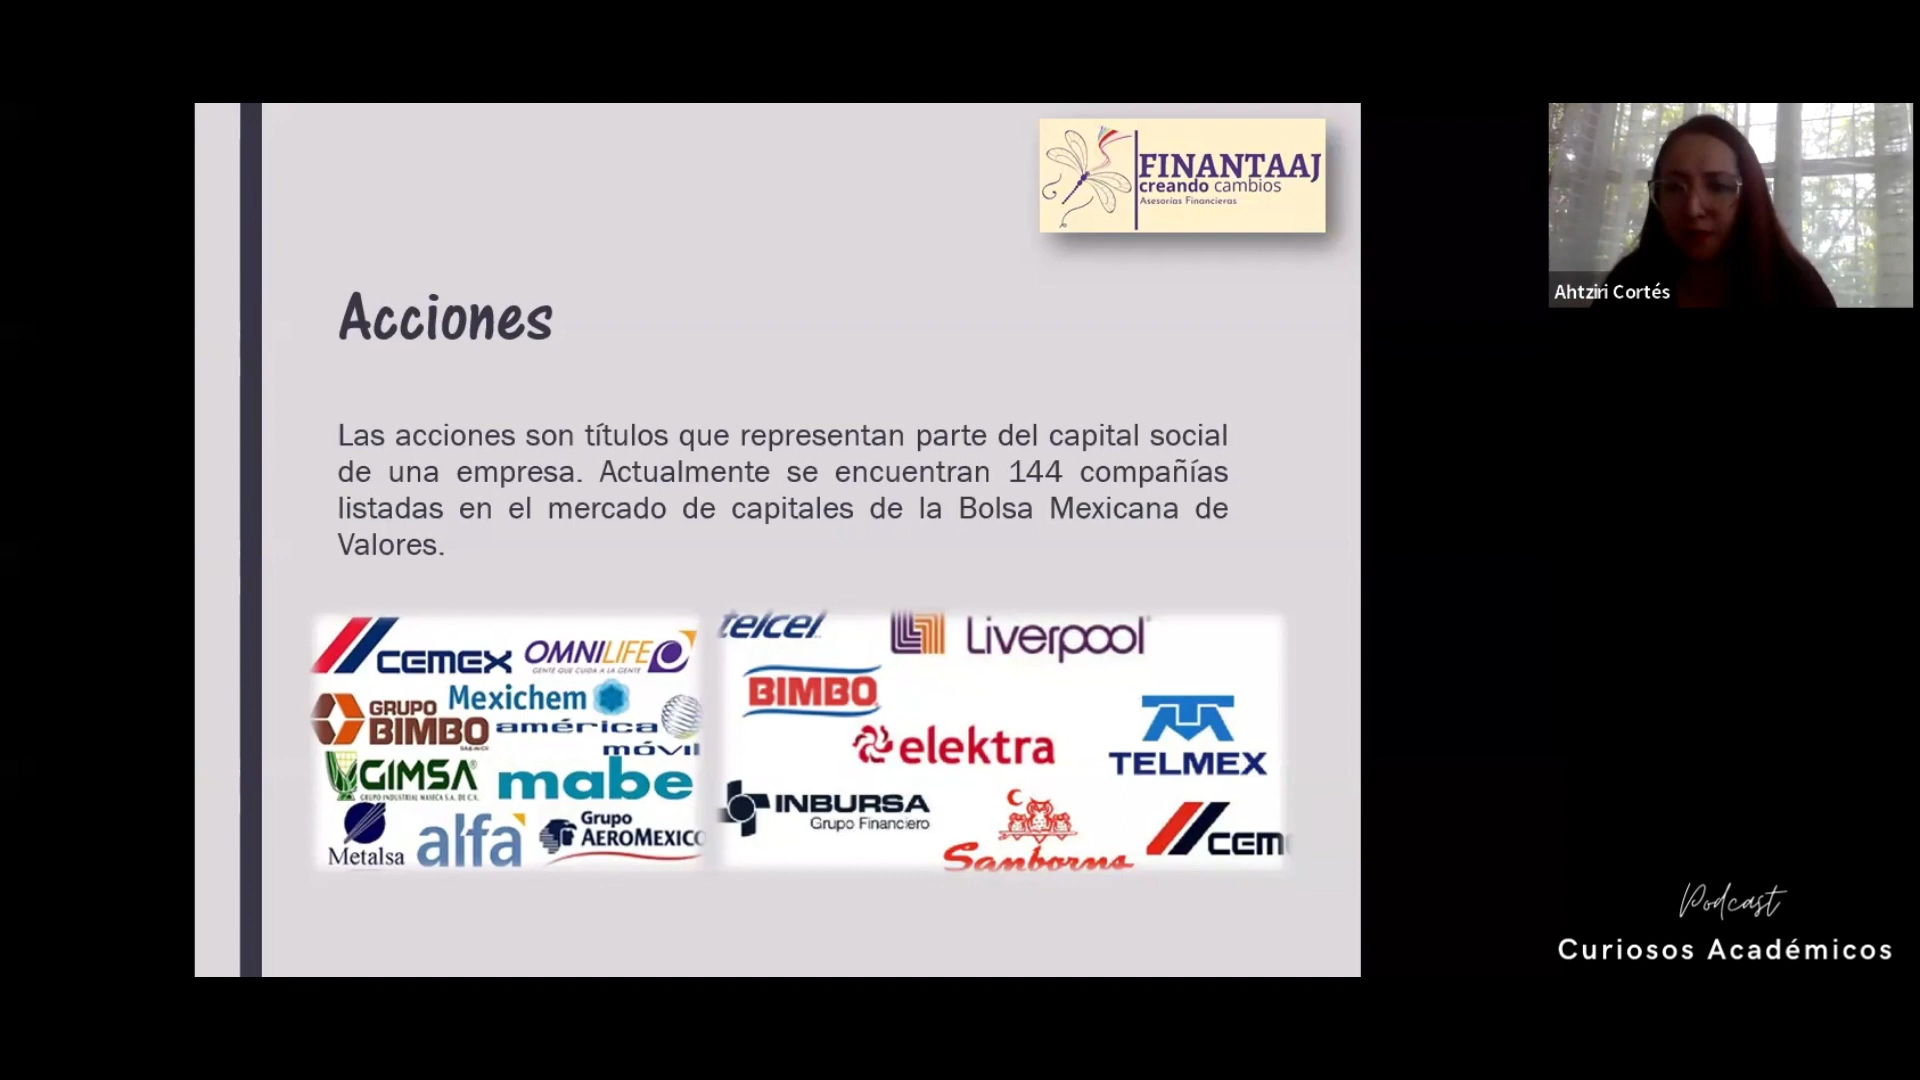 FINANTAAJ
creando cambios
Asesorías Financieras
Ahtziri Cortés
Acciones
Las acciones son títulos que representan parte del capital social
de una empresa. Actualmente se encuentran 144 compañías
listadas en el mercado de capitales de la Bolsa Mexicana de
Valores.
CEMEX
OMNILIFE
GENTE QUE CUIDA A LA GENTE
Mexichem
GRUPO
BIMBO
américa
móvil
GIMSA
GRUPO INDUSTRIAL MASECA S.A. DE C.V.
mabe
Metalsa
alfa
Grupo
AEROMEXICO
telcel
Liverpool
BIMBO
elektra
TELMEX
INBURSA
Grupo Financiero
Sanborns
CEM
Podcast
Curiosos Académicos